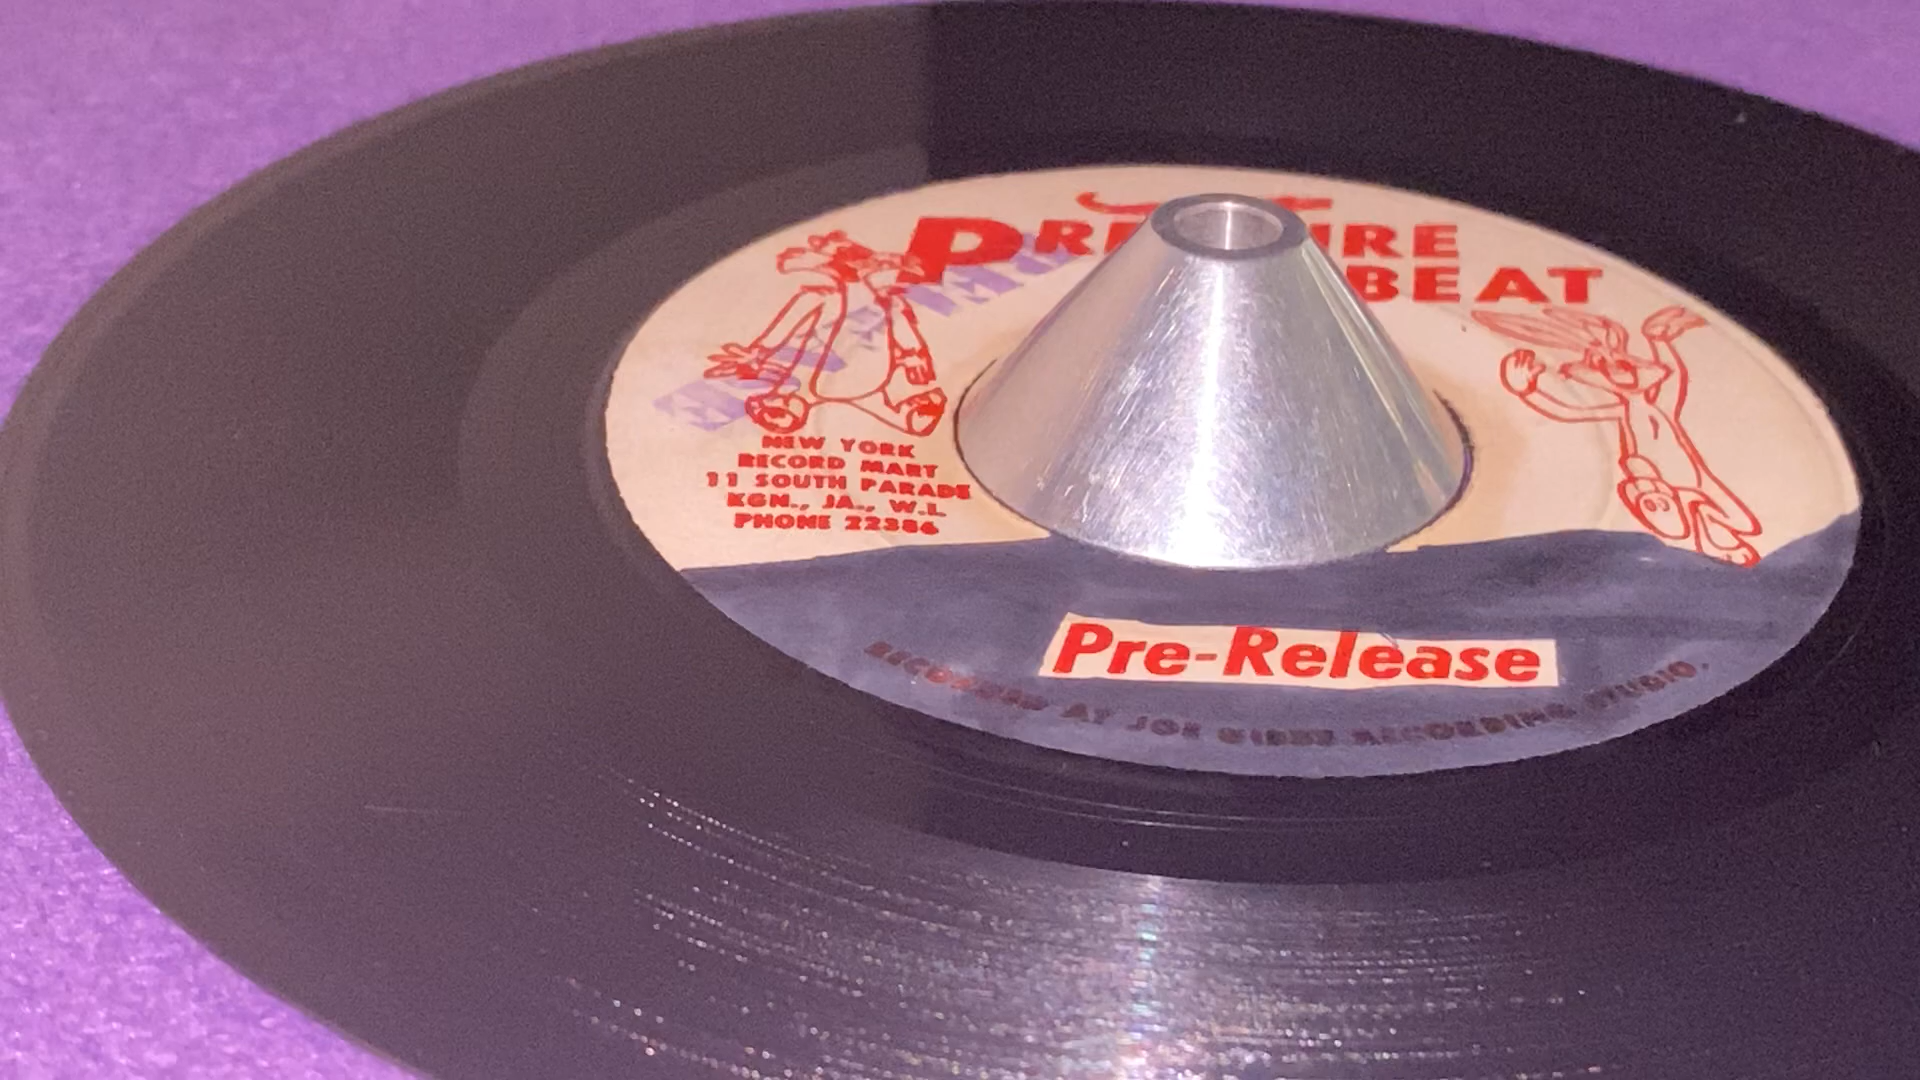 BEAT
NEW YORK
RECORD MART
11 SOUTH PARADE
KGN., JA., W.I.
PHONE 22386
Pre-Release
RECORDED AT JOE GIBBS RECORDING STUDIO.